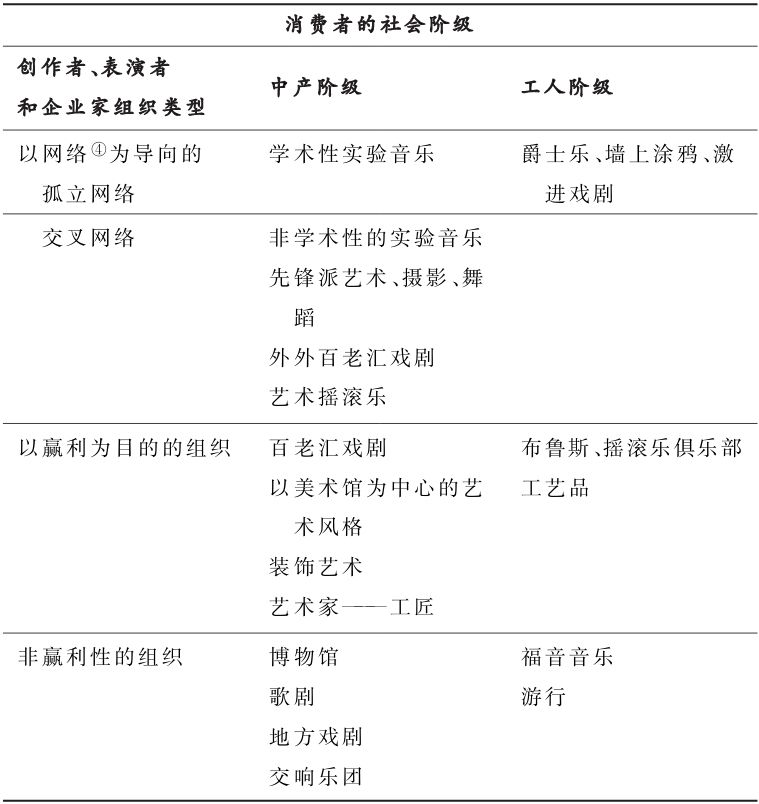 消费者的社会阶级
创作者、表演者
和企业家组织类型
中产阶级
工人阶级
以网络④为导向的
孤立网络
学术性实验音乐
爵士乐、墙上涂鸦、激
进戏剧
交叉网络
非学术性的实验音乐
先锋派艺术、摄影、舞
蹈
外外百老汇戏剧
艺术摇滚乐
以赢利为目的的组织
百老汇戏剧
以美术馆为中心的艺
术风格
装饰艺术
艺术家——工匠
布鲁斯、摇滚乐俱乐部
工艺品
非赢利性的组织
博物馆
歌剧
地方戏剧
交响乐团
福音音乐
游行